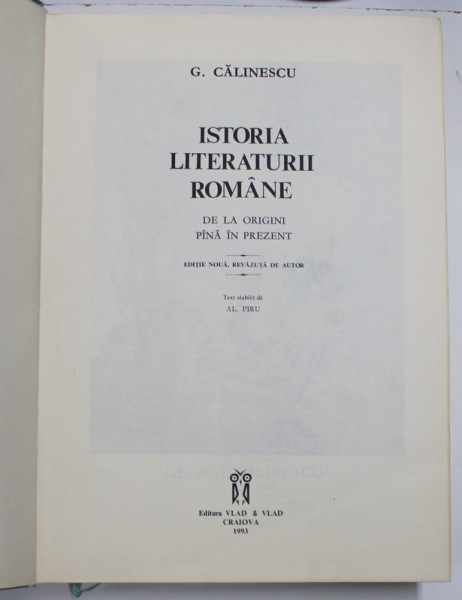 G. CĂLINESCU
ISTORIA
LITERATURII
ROMÂNE
DE LA ORIGINI
PÎNĂ ÎN PREZENT
EDIȚIE NOUĂ, REVĂZUTĂ DE AUTOR
Text stabilit de
AL. PIRU
Editura VLAD & VLAD
CRAIOVA
1993